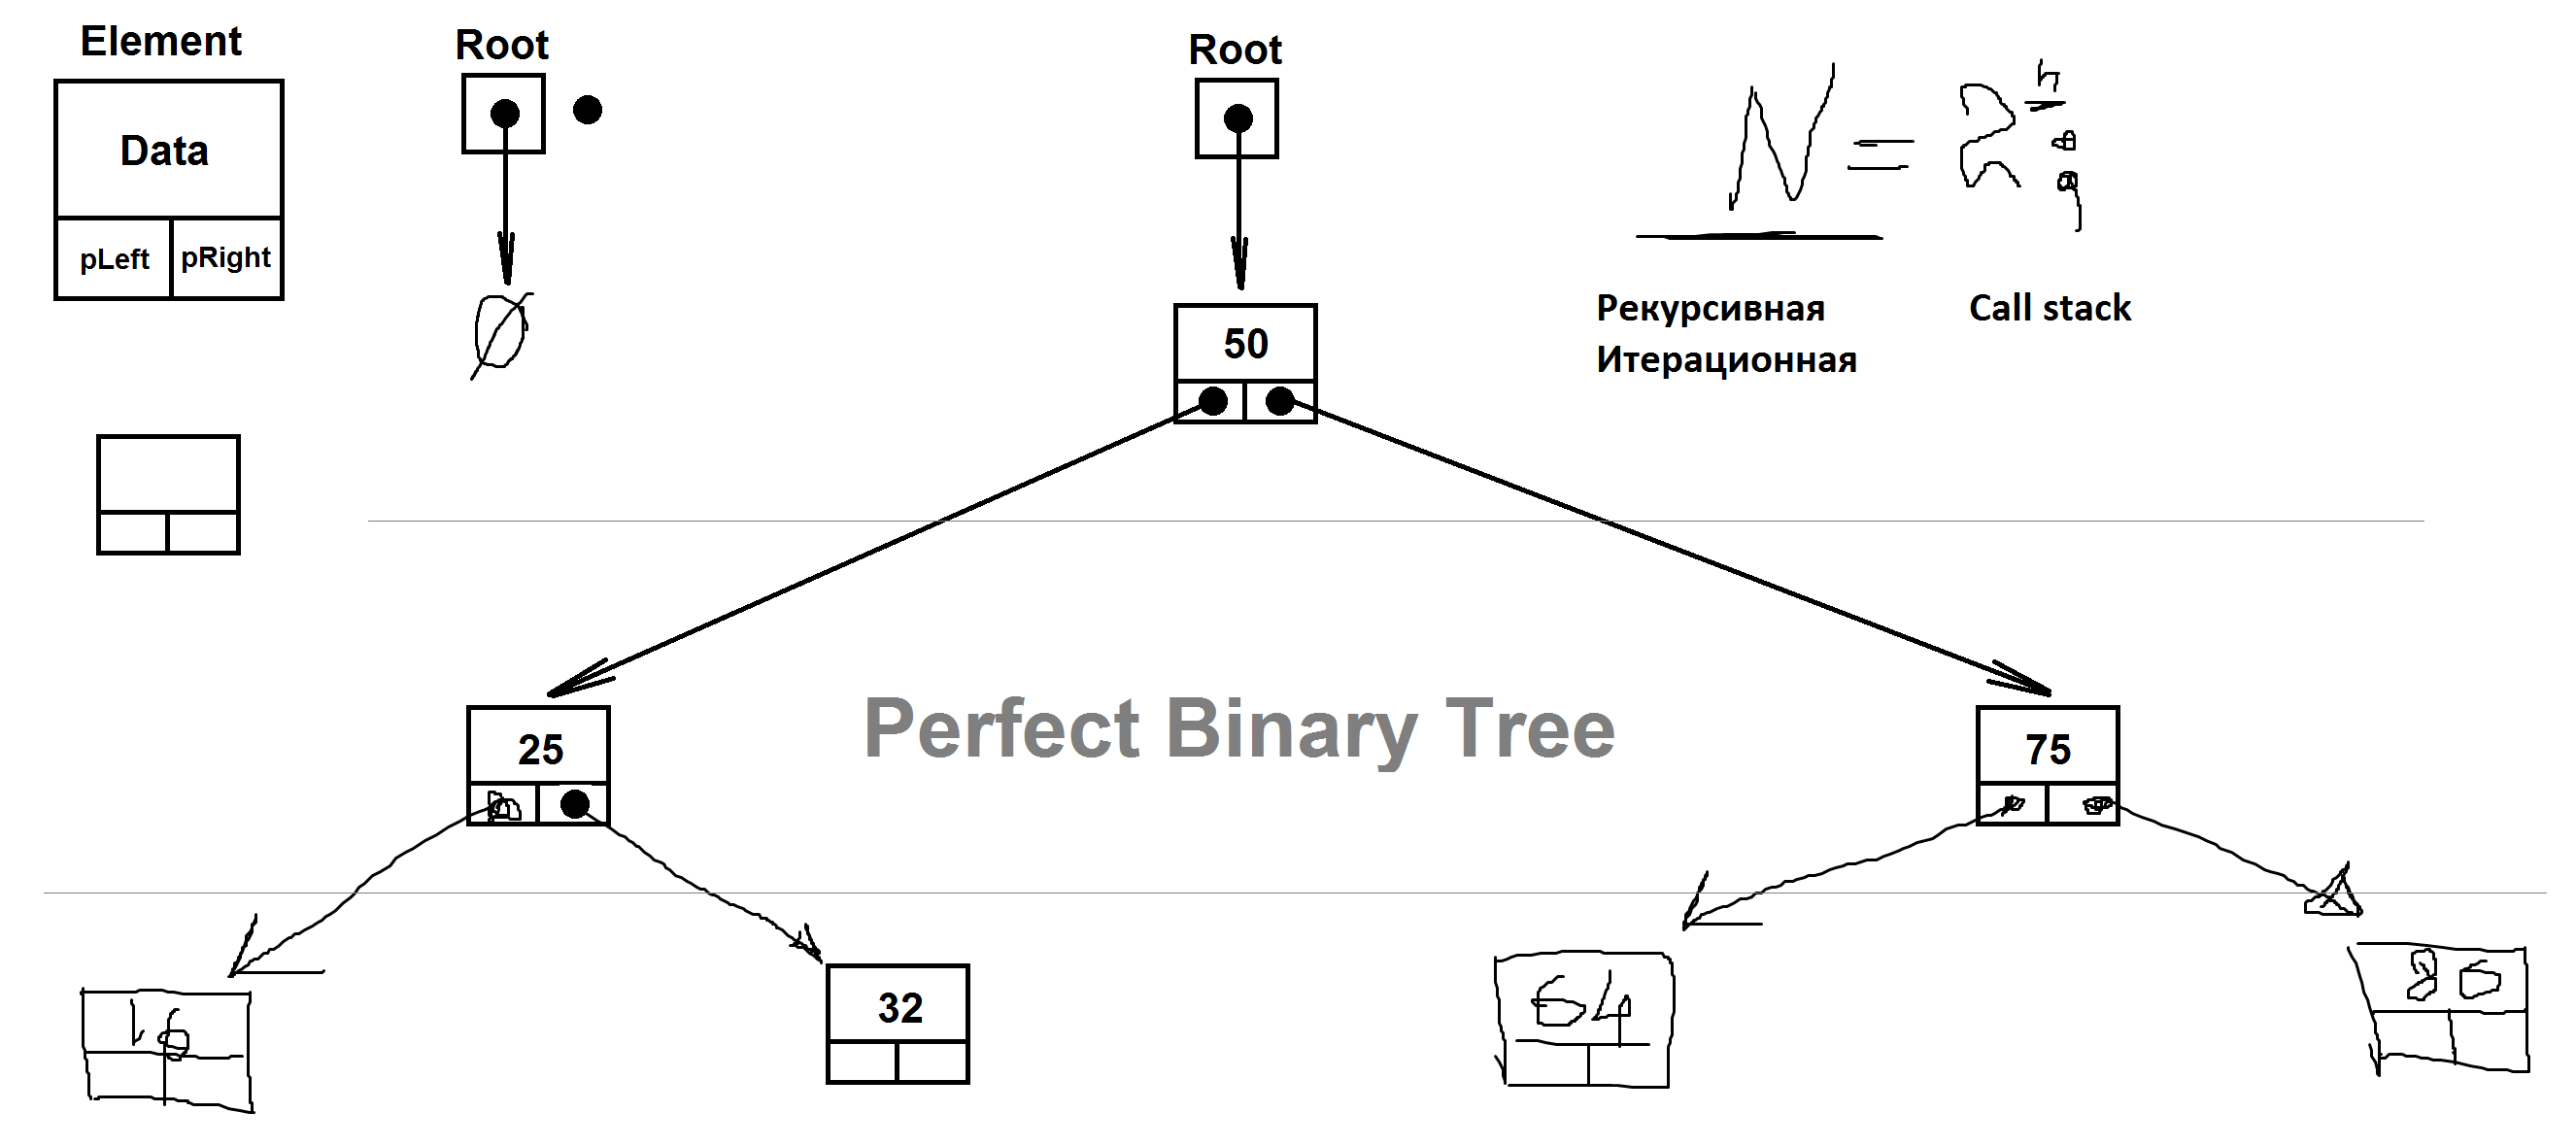 Element
Root
Root
Data
pLeft
pRight
N = 2
Рекурсивная
Call stack
Итерационная
50
25
Perfect Binary Tree
75
16
32
64
86